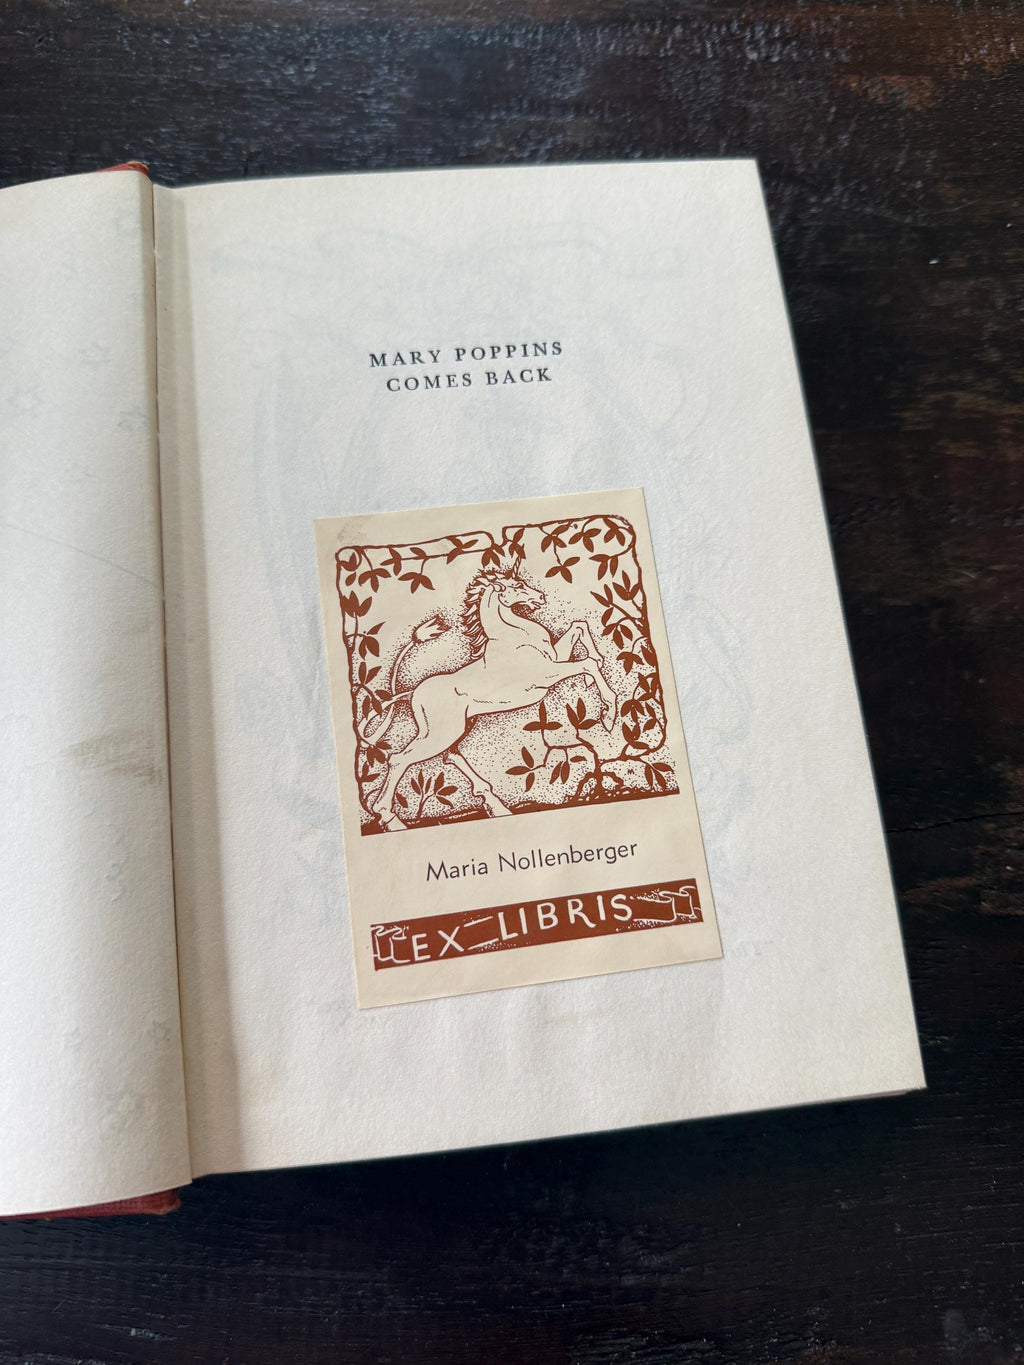 MARY POPPINS
COMES BACK
Maria Nollenberger
EX LIBRIS